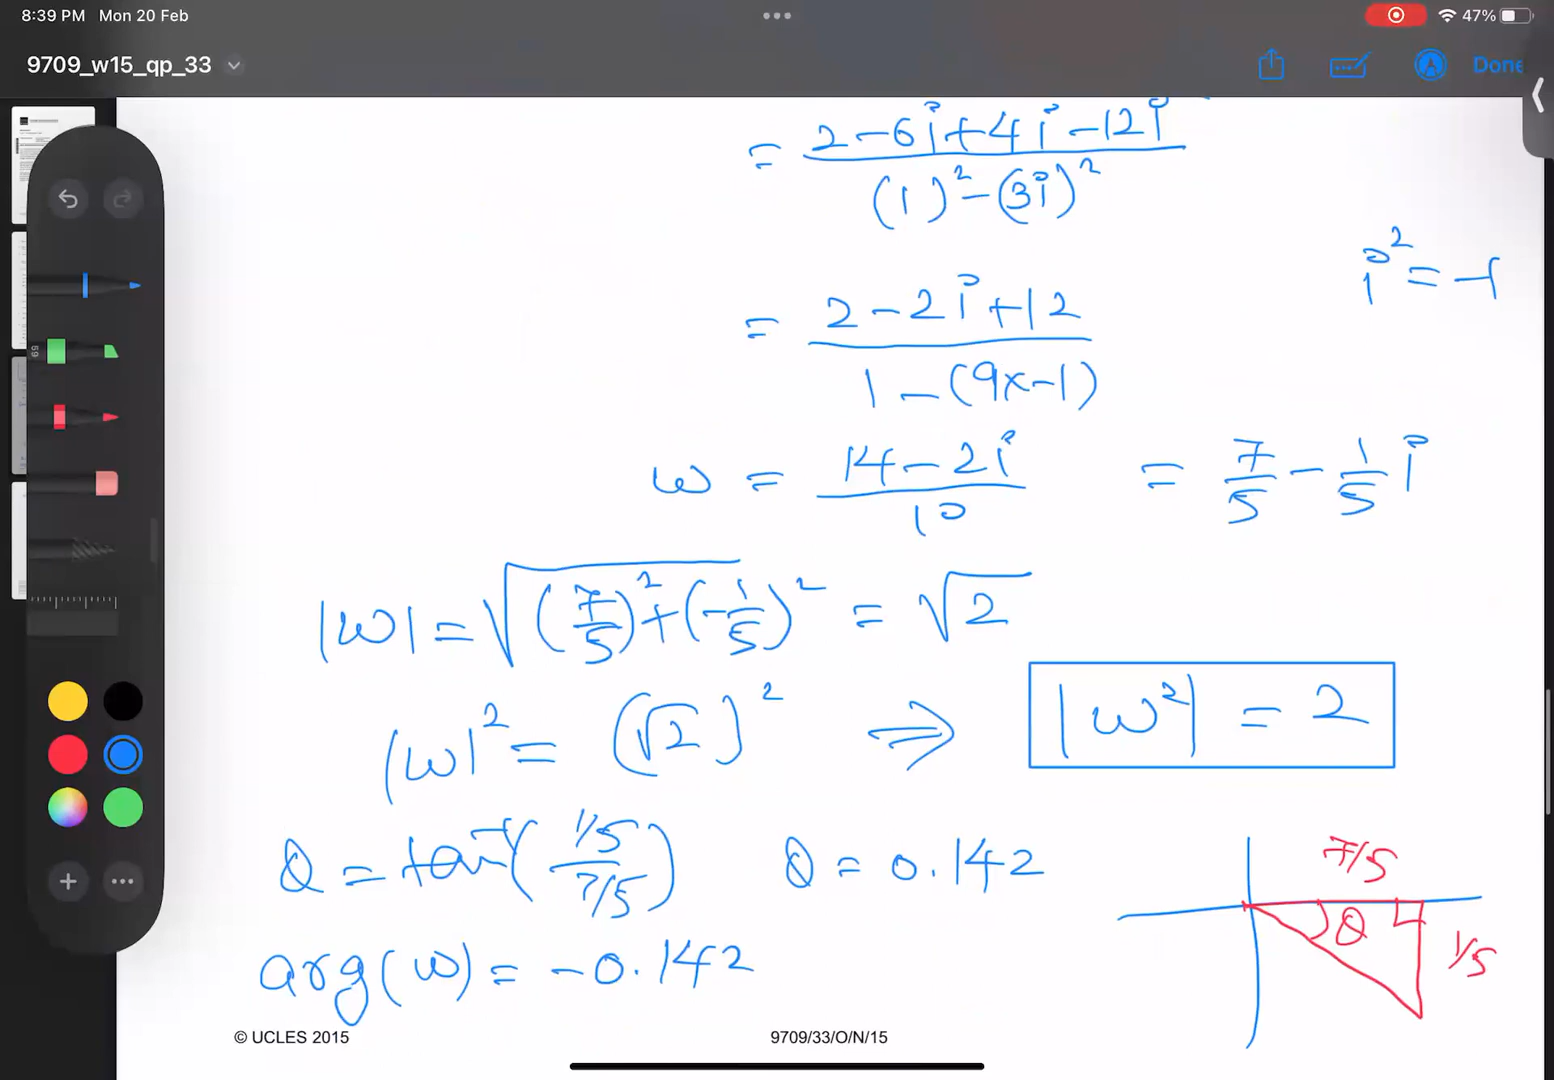 8:39 PM Mon 20 Feb
47%
9709_w15_qp_33
Done
= (2 - 6i + 4i - 12i) / ((1)² - (3i)²)
i² = -1
= (2 - 2i + 12) / (1 - (9x-1))
w = (14 - 2i) / 10 = 7/5 - 1/5 i
|w| = √((7/5)² + (-1/5)²) = √2
|w|² = (√2)² ⇒ |w²| = 2
θ = tan⁻¹((1/5) / (7/5)) θ = 0.142
7/5
θ
1/5
arg(w) = -0.142
© UCLES 2015
9709/33/O/N/15